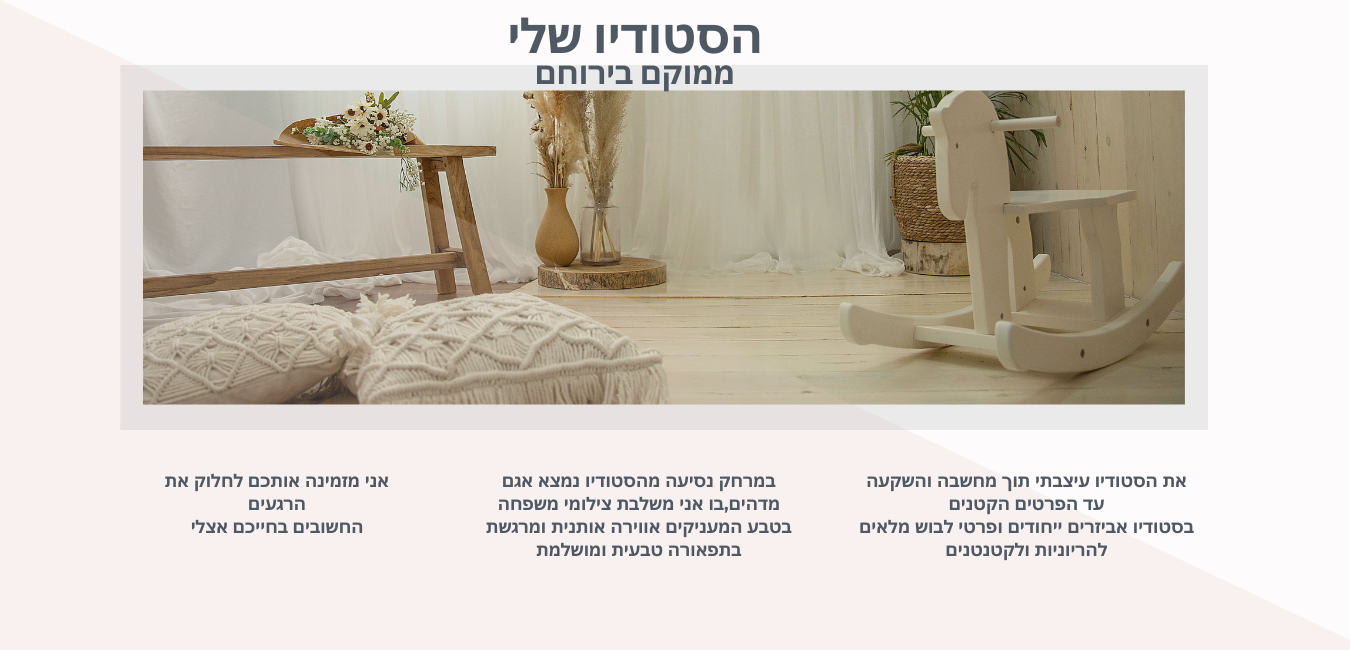 הסטודיו שלי
ממוקם בירוחם
את הסטודיו עיצבתי תוך מחשבה והשקעה
עד הפרטים הקטנים
בסטודיו אביזרים ייחודים ופרטי לבוש מלאים
להריוניות ולקטנטנים
במרחק נסיעה מהסטודיו נמצא אגם
מדהים,בו אני משלבת צילומי משפחה
בטבע המעניקים אווירה אותנית ומרגשת
בתפאורה טבעית ומושלמת
אני מזמינה אותכם לחלוק את
הרגעים
החשובים בחייכם אצלי